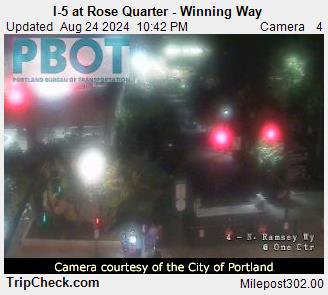 I-5 at Rose Quarter - Winning Way
Updated Aug 24 2024 10:42 PM Camera 4
PBOT
PORTLAND BUREAU OF TRANSPORTATION
4 - N. Ramsey Wy
@ One Ctr
Camera courtesy of the City of Portland
TripCheck.com Milepost302.00